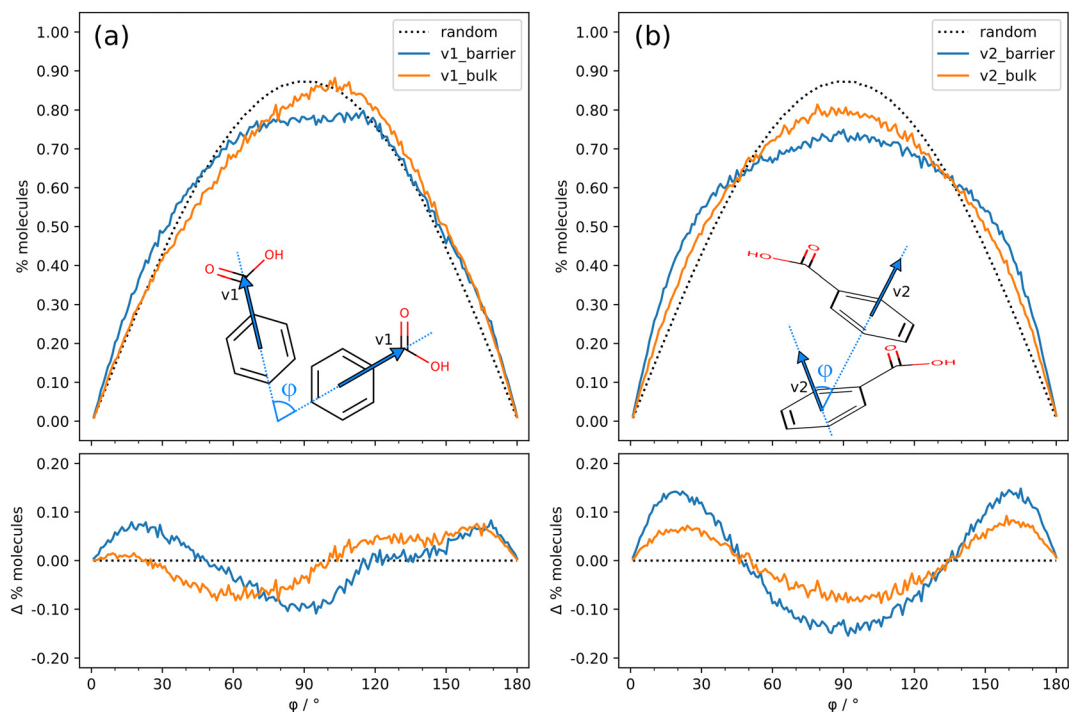 (a)
random
v1_barrier
v1_bulk
1.00
0.90
0.80
0.70
0.60
0.50
0.40
0.30
0.20
0.10
0.00
% molecules
O
OH
v1
O
v1
OH
φ
0.20
0.10
0.00
-0.10
-0.20
Δ % molecules
0 30 60 90 120 150 180
φ / °
(b)
random
v2_barrier
v2_bulk
1.00
0.90
0.80
0.70
0.60
0.50
0.40
0.30
0.20
0.10
0.00
% molecules
O
HO
v2
O
OH
v2
φ
0.20
0.10
0.00
-0.10
-0.20
Δ % molecules
0 30 60 90 120 150 180
φ / °